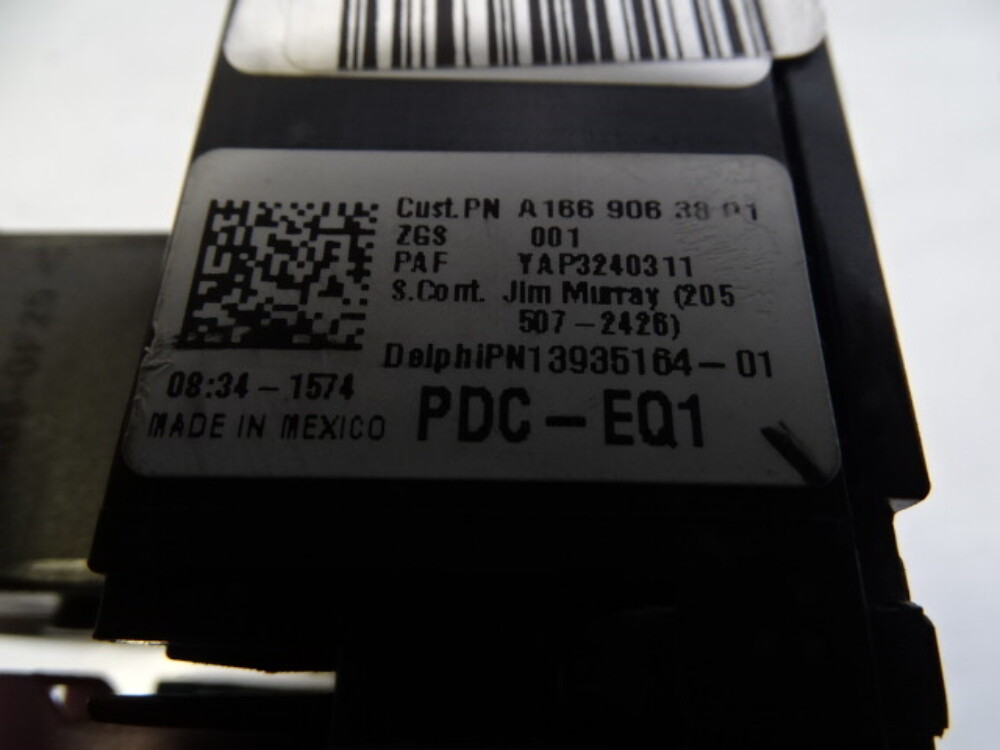 Cust.PN A166 906 38 01
ZGS 001
PAF YAP3240311
S.Cont. Jim Murray (205
507-2426)
DelphiPN13935164-01
08:34-1574
MADE IN MEXICO
PDC-EQ1